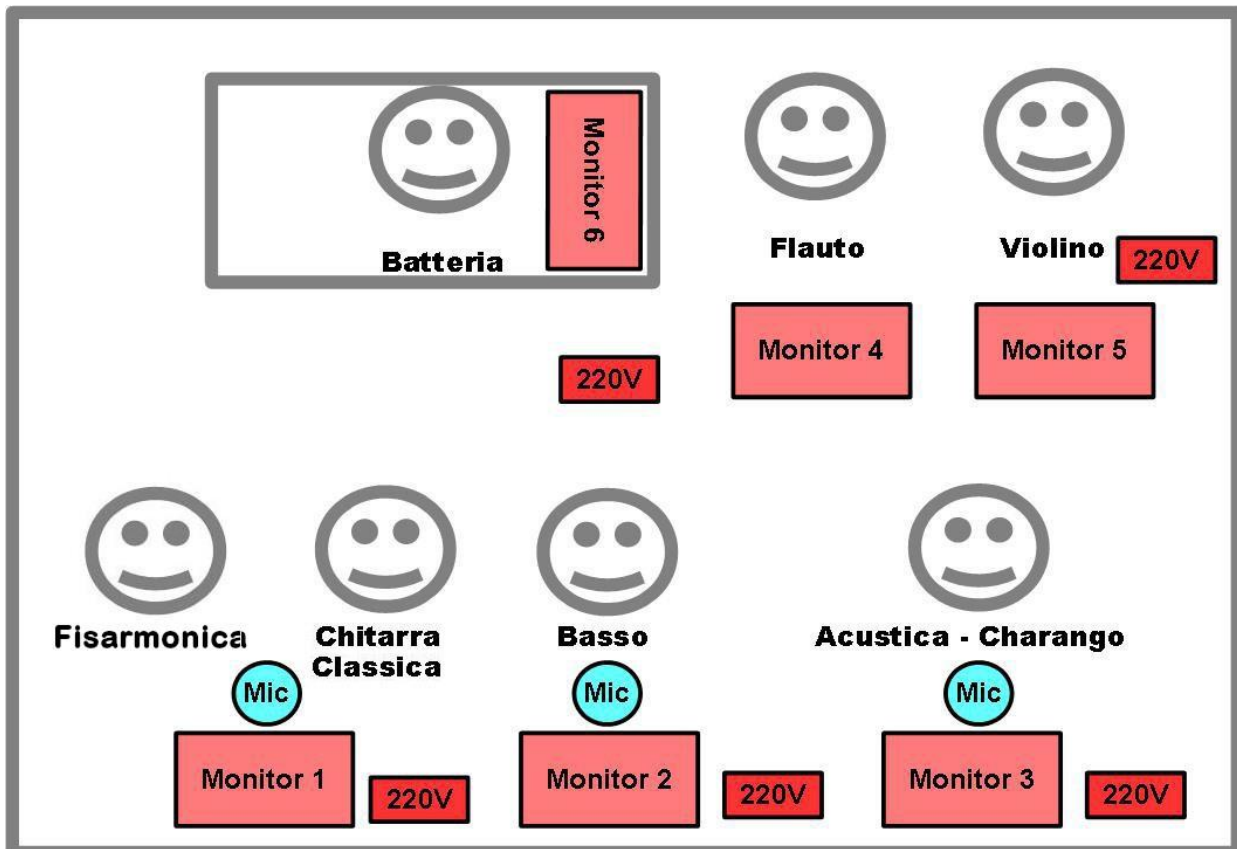 Monitor 6
Batteria
Flauto
Violino
220V
Monitor 4
Monitor 5
220V
Fisarmonica
Chitarra
Classica
Basso
Acustica - Charango
Mic
Mic
Mic
Monitor 1
220V
Monitor 2
220V
Monitor 3
220V